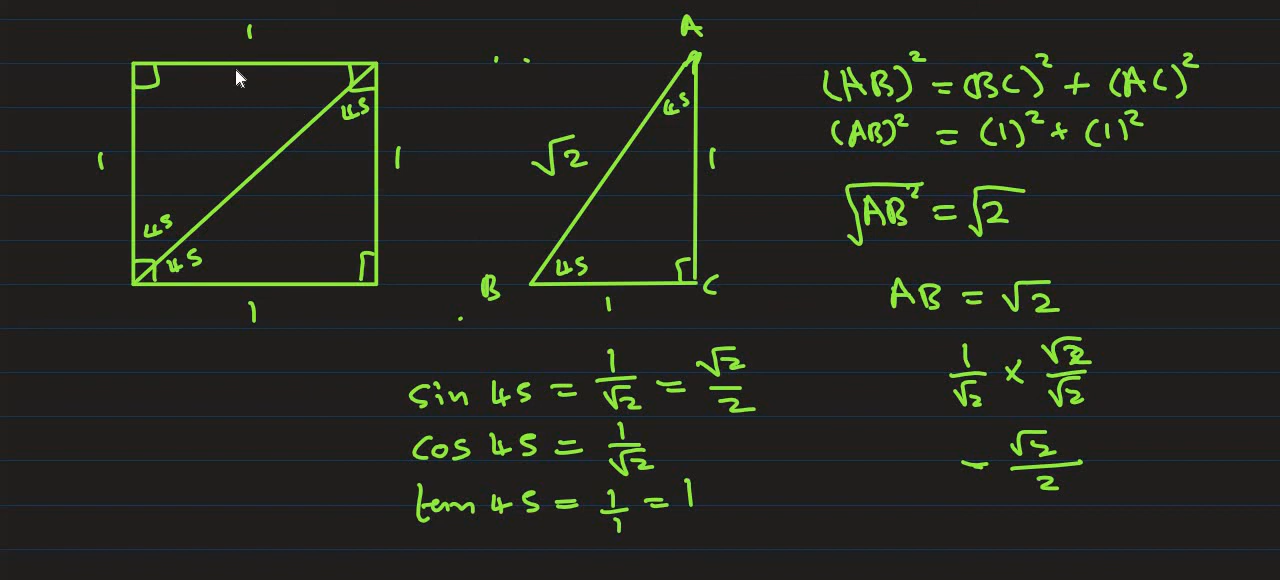 1
1
1
45
45
45
1
A
45
√2
1
45
B
C
1
(AB)² = (BC)² + (AC)²
(AB)² = (1)² + (1)²
√AB² = √2
AB = √2
1/√2 × √2/√2
- √2/2
sin 45 = 1/√2 = √2/2
cos 45 = 1/√2
tan 45 = 1/1 = 1